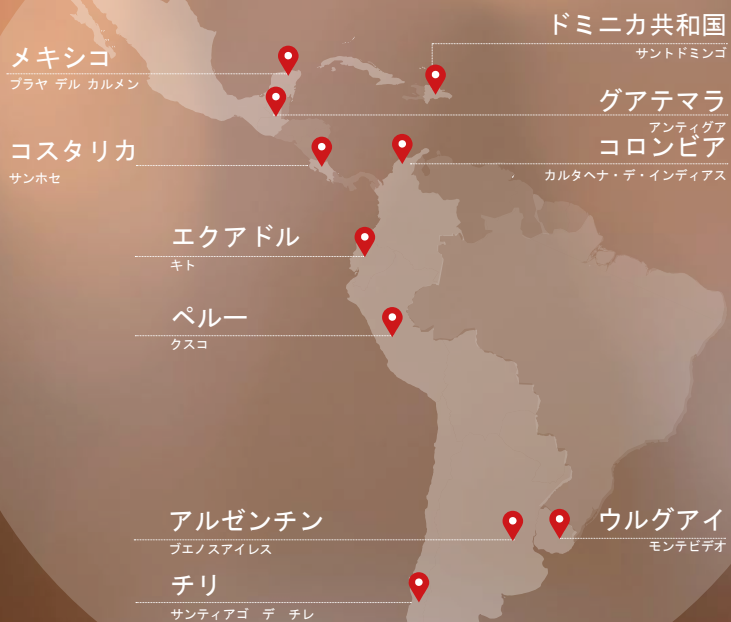 ドミニカ共和国
サントドミンゴ
メキシコ
プラヤ デル カルメン
グアテマラ
アンティグア
コスタリカ
サンホセ
コロンビア
カルタヘナ・デ・インディアス
エクアドル
キト
ペルー
クスコ
アルゼンチン
ブエノスアイレス
ウルグアイ
モンテビデオ
チリ
サンティアゴ デ チレ